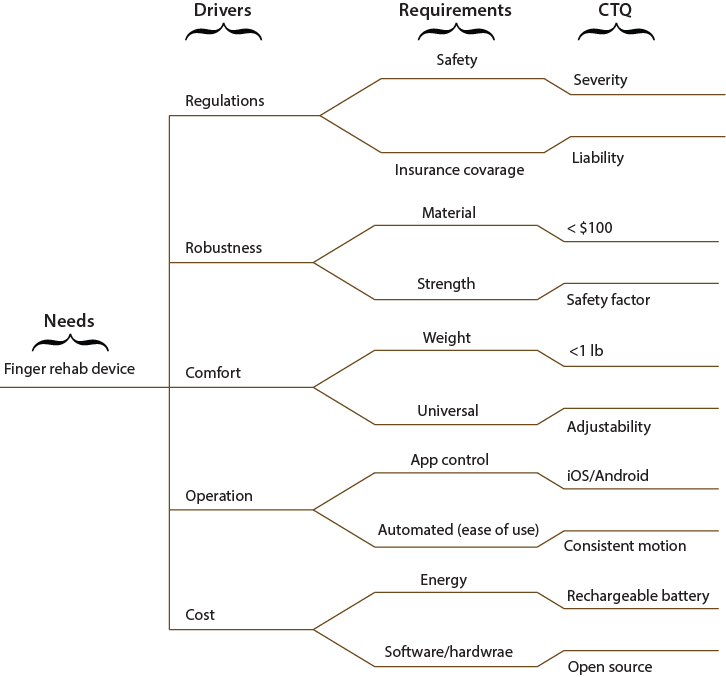 Drivers
Requirements
CTQ
Safety
Severity
Regulations
Insurance covarage
Liability
Material
< $100
Robustness
Strength
Safety factor
Needs
Finger rehab device
Weight
<1 lb
Comfort
Universal
Adjustability
App control
iOS/Android
Operation
Automated (ease of use)
Consistent motion
Energy
Rechargeable battery
Cost
Software/hardwrae
Open source